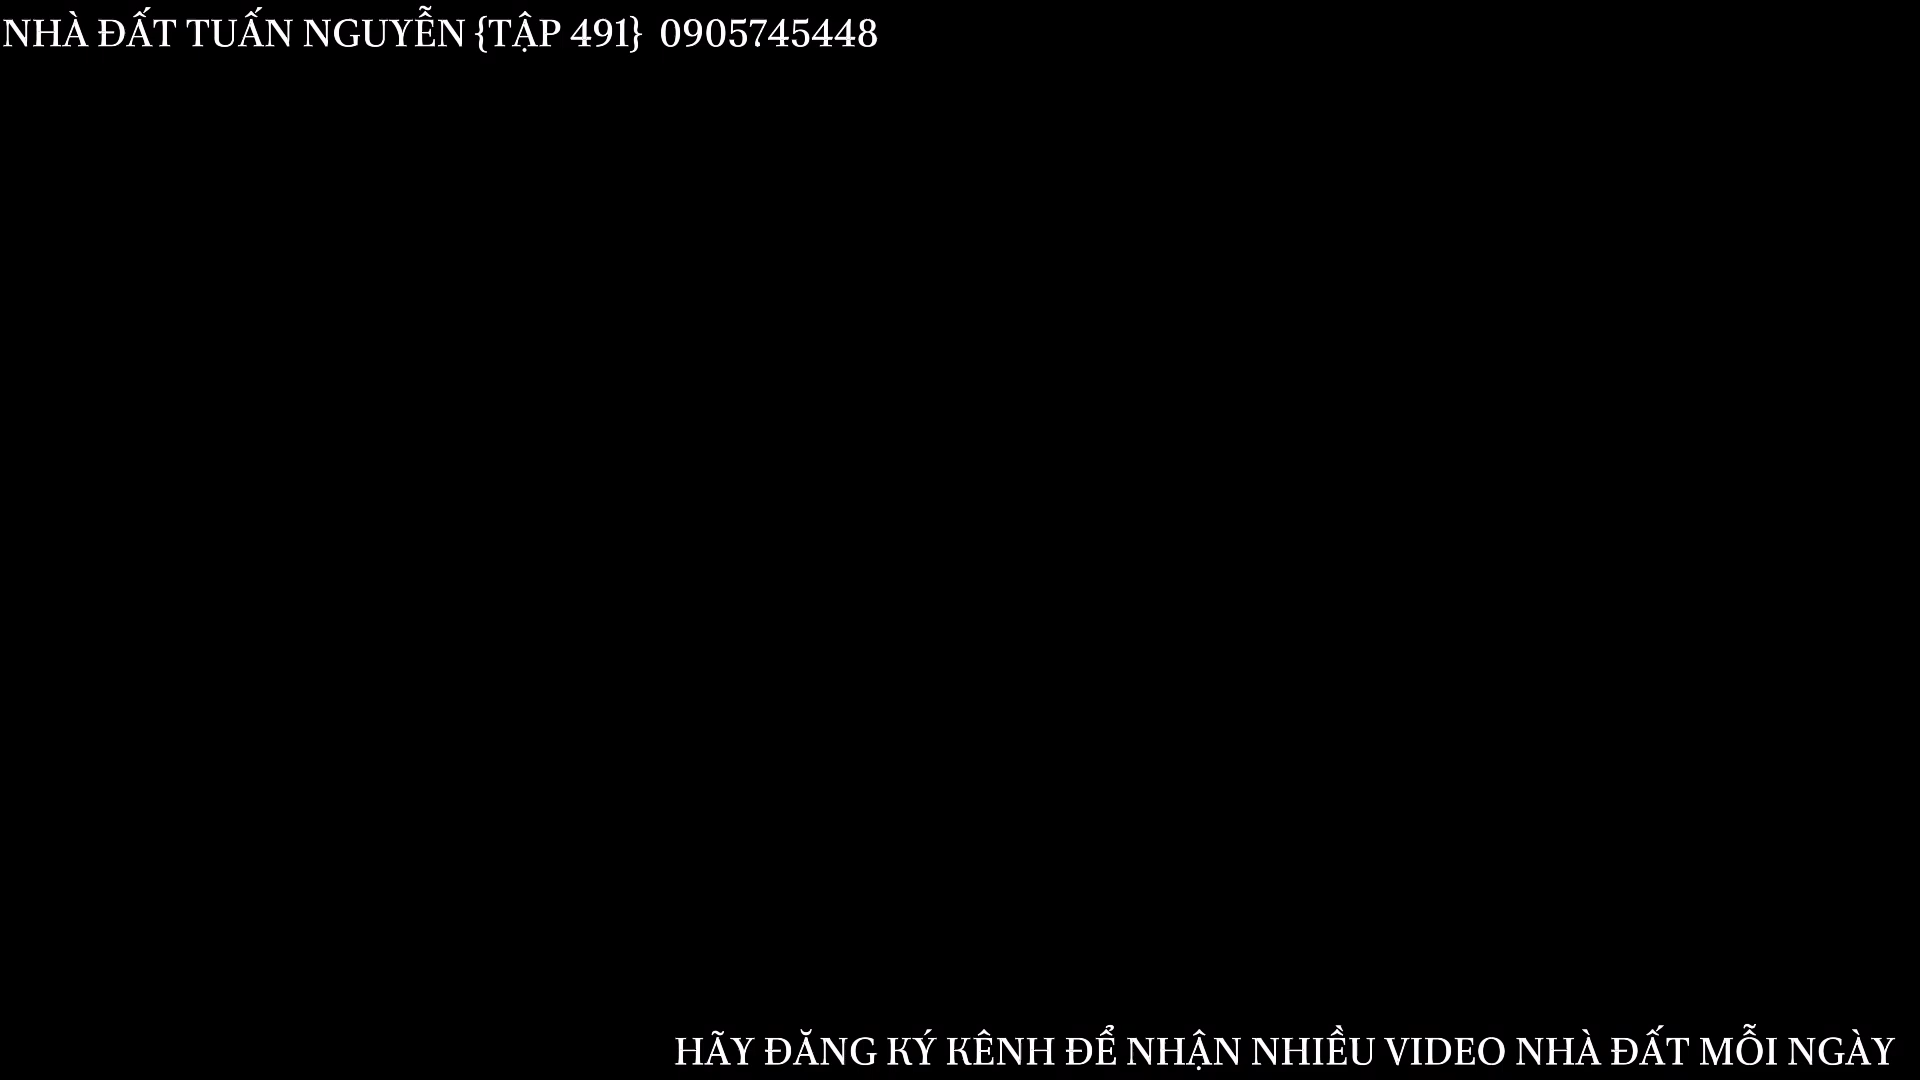 NHÀ ĐẤT TUẤN NGUYỄN {TẬP 491}  0905745448
HÃY ĐĂNG KÝ KÊNH ĐỂ NHẬN NHIỀU VIDEO NHÀ ĐẤT MỖI NGÀY